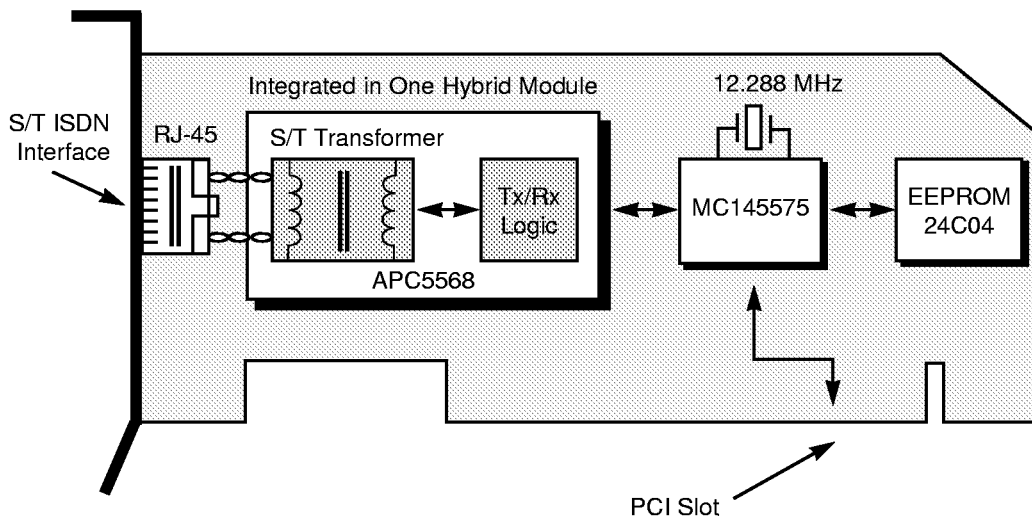 Integrated in One Hybrid Module
12.288 MHz
S/T ISDN
Interface
RJ-45
S/T Transformer
Tx/Rx
Logic
APC5568
MC145575
EEPROM
24C04
PCI Slot